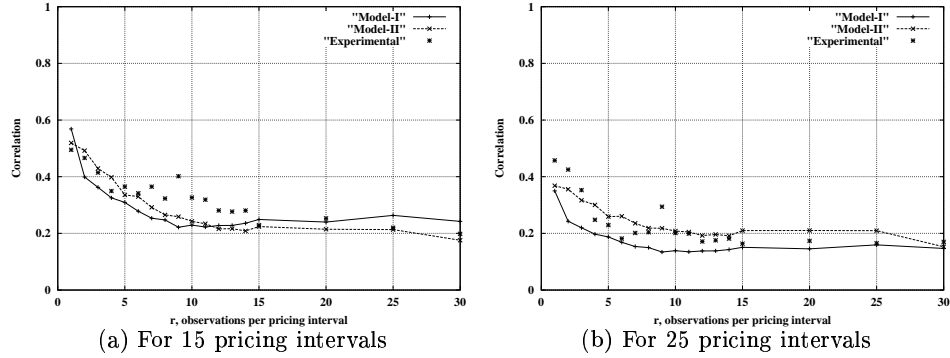 "Model-I"
"Model-II"
"Experimental"
1
0.8
0.6
0.4
0.2
0
Correlation
0 5 10 15 20 25 30
r, observations per pricing interval
(a) For 15 pricing intervals
"Model-I"
"Model-II"
"Experimental"
1
0.8
0.6
0.4
0.2
0
Correlation
0 5 10 15 20 25 30
r, observations per pricing interval
(b) For 25 pricing intervals